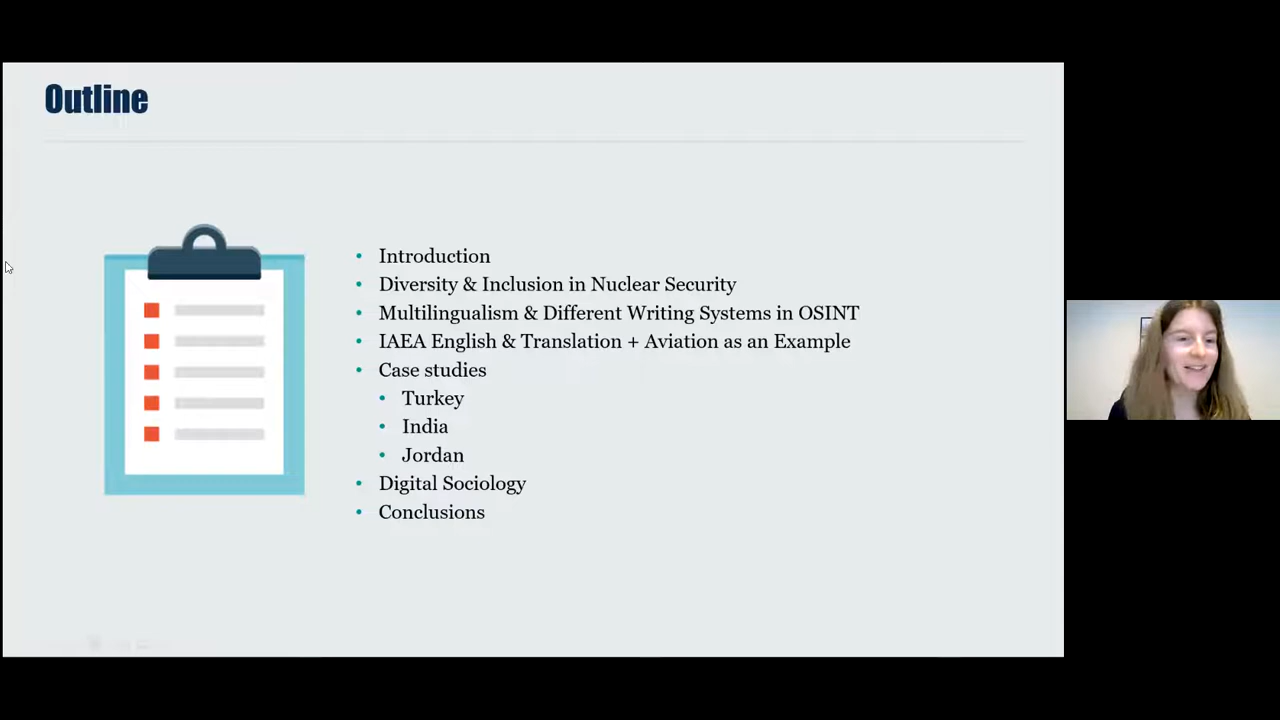 Outline
Introduction
Diversity & Inclusion in Nuclear Security
Multilingualism & Different Writing Systems in OSINT
IAEA English & Translation + Aviation as an Example
Case studies
Turkey
India
Jordan
Digital Sociology
Conclusions